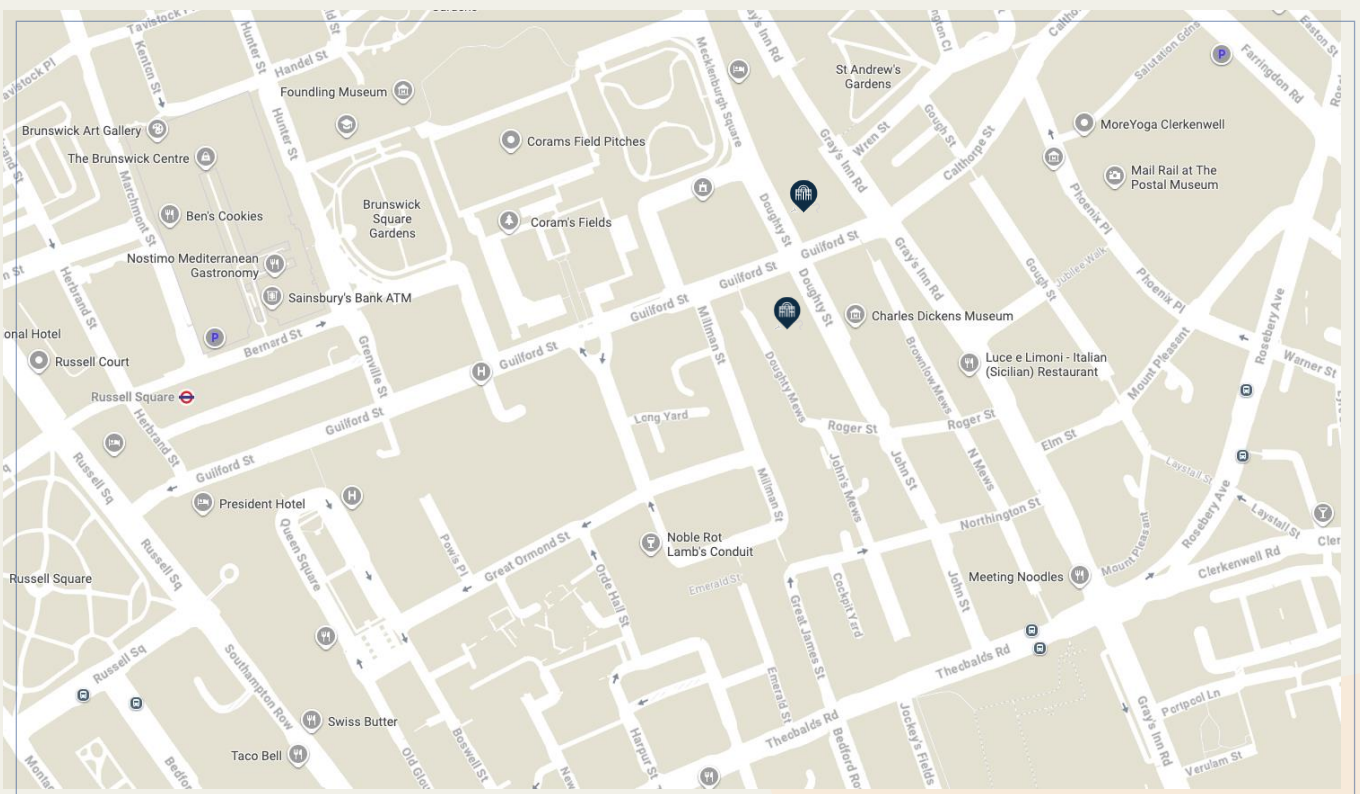 Tavistock Pl
Hunter St
Handel St
Kenton St
Foundling Museum
Brunswick Art Gallery
The Brunswick Centre
Hunter St
Marchmont St
Ben's Cookies
Brunswick
Square
Gardens
Nostimo Mediterranean
Gastronomy
Sainsbury's Bank ATM
Herbrand St
Bernard St
P
Russell Court
Russell Square
Herbrand St
Grenville St
Guilford St
Guilford St
Guilford St
Guilford St
Guilford St
Guilford St
H
H
Corams Field Pitches
Coram's Fields
Mecklenburgh Square
Gray's Inn Rd
St Andrew's
Gardens
Wren St
Gough St
Calthorpe St
Salutation Gdns
P
Farringdon Rd
Easton St
MoreYoga Clerkenwell
Mail Rail at The
Postal Museum
Phoenix Pl
Phoenix Pl
Doughty St
Doughty St
Gray's Inn Rd
Gough St
Jubilee Walk
Charles Dickens Museum
Millman St
Doughty Mews
Brownlow Mews
Luce e Limoni - Italian
(Sicilian) Restaurant
Mount Pleasant
Rosebery Ave
Warner St
Long Yard
Roger St
Roger St
Elm St
Laystall St
Laystall St
Russell Sq
President Hotel
Queen Square
Powis Pl
Great Ormond St
Millman St
John's Mews
John St
N Mews
Northington St
Noble Rot
Lamb's Conduit
Orde Hall St
Emerald St
Cockpit Yard
Great James St
John St
Meeting Noodles
Mount Pleasant
Rosebery Ave
Clerkenwell Rd
Russell Square
Russell Sq
Russell Sq
Southampton Row
Swiss Butter
Taco Bell
Boswell St
Harpur St
Emerald St
Theobalds Rd
Theobalds Rd
Jockey's Fields
Gray's Inn Rd
Portpool Ln
Verulam St